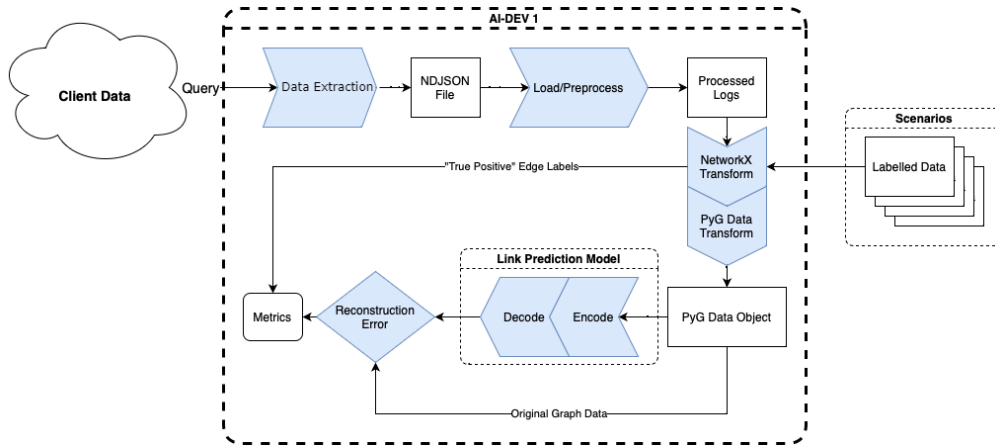 AI-DEV 1
Client Data
Query
Data Extraction
NDJSON
File
Load/Preprocess
Processed
Logs
Scenarios
Labelled Data
"True Positive" Edge Labels
NetworkX
Transform
PyG Data
Transform
Link Prediction Model
Metrics
Reconstruction
Error
Decode
Encode
PyG Data Object
Original Graph Data